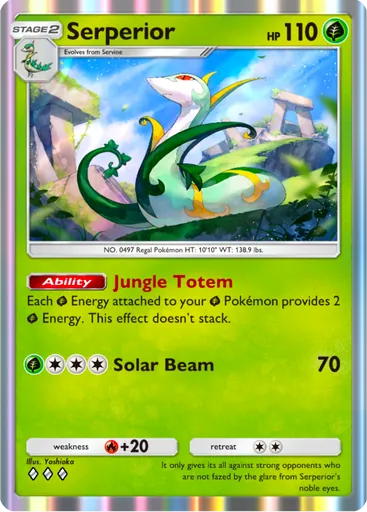 STAGE 2 Serperior HP 110
Evolves from Servine
NO. 0497 Regal Pokémon HT: 10'10" WT: 138.9 lbs.
Ability Jungle Totem
Each Energy attached to your Pokémon provides 2
Energy. This effect doesn't stack.
Solar Beam 70
weakness +20 retreat
Illus. Yoshioka
It only gives its all against strong opponents who
are not fazed by the glare from Serperior's
noble eyes.